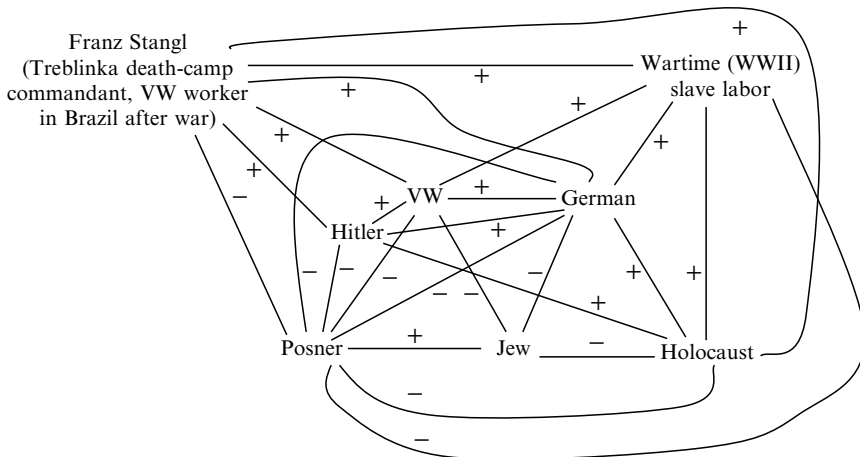 Franz Stangl
(Treblinka death-camp
commandant, VW worker
in Brazil after war)
Wartime (WWII)
slave labor
+
+
+
+
+
+
+
−
+
+
VW
German
Hitler
+
−
−
−
−
−
−
+
+
+
+
−
Posner
Jew
Holocaust
−
−